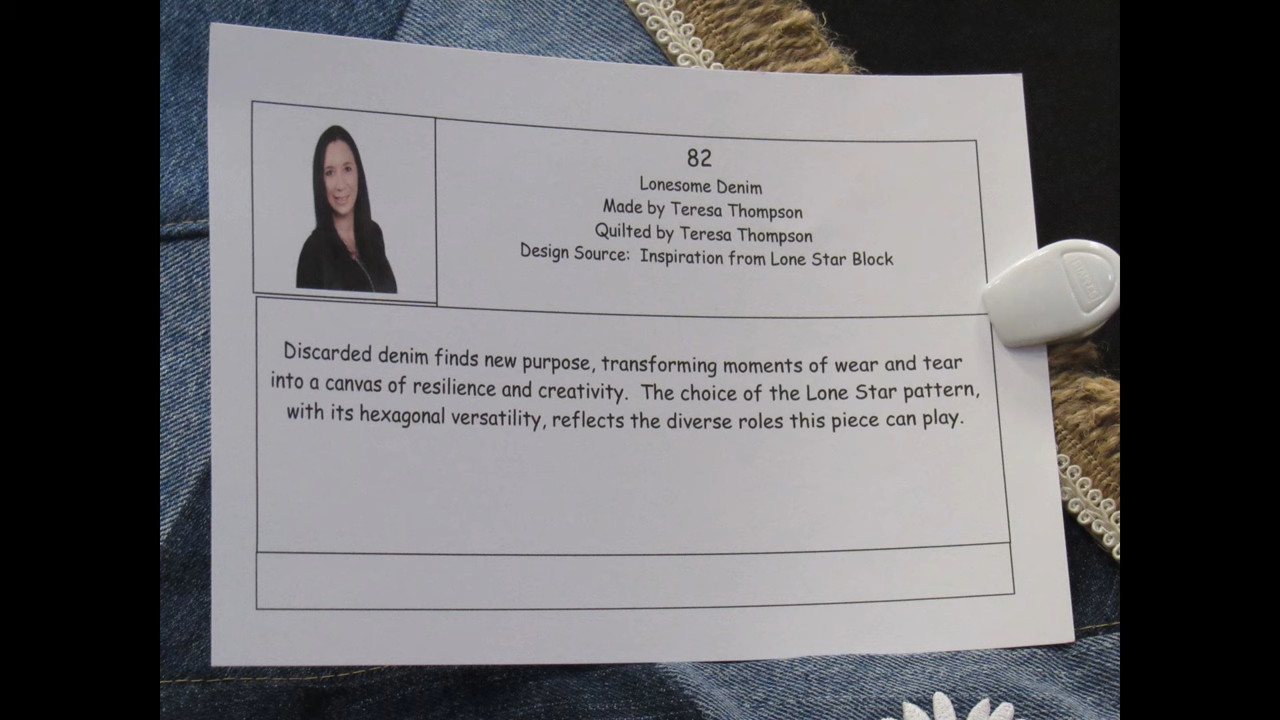 82
Lonesome Denim
Made by Teresa Thompson
Quilted by Teresa Thompson
Design Source: Inspiration from Lone Star Block
Discarded denim finds new purpose, transforming moments of wear and tear
into a canvas of resilience and creativity. The choice of the Lone Star pattern,
with its hexagonal versatility, reflects the diverse roles this piece can play.